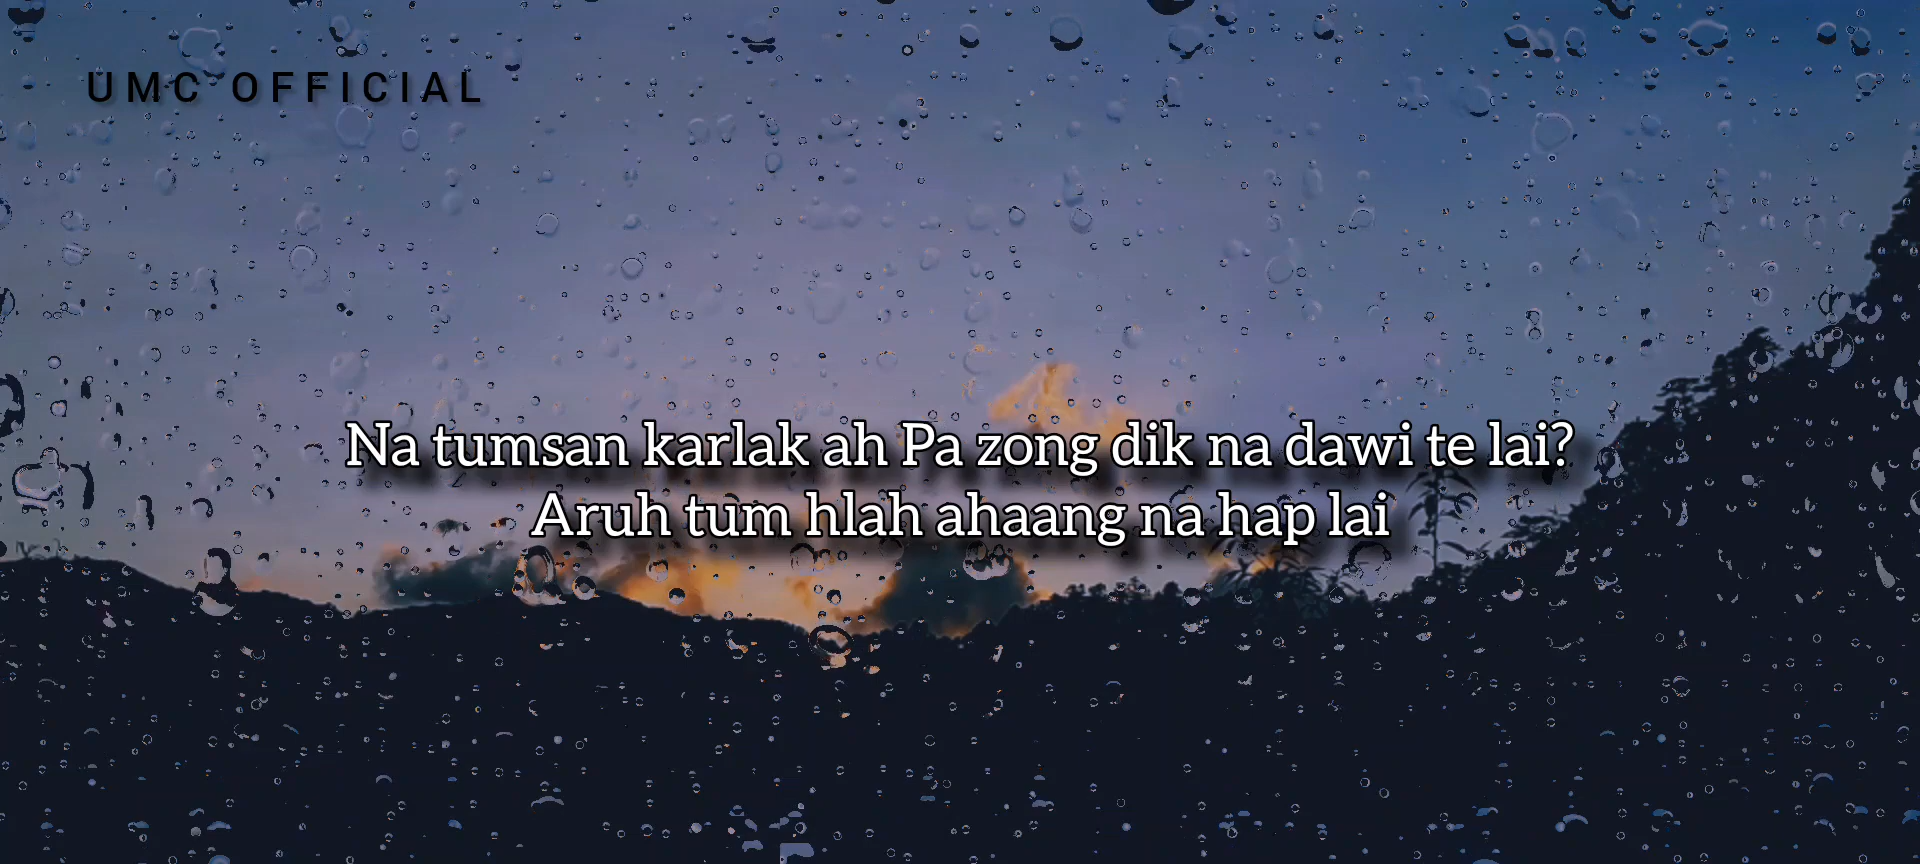 UMC OFFICIAL
Na tumsan karlak ah Pa zong dik na dawi te lai?
Aruh tum hlah ahaang na hap lai